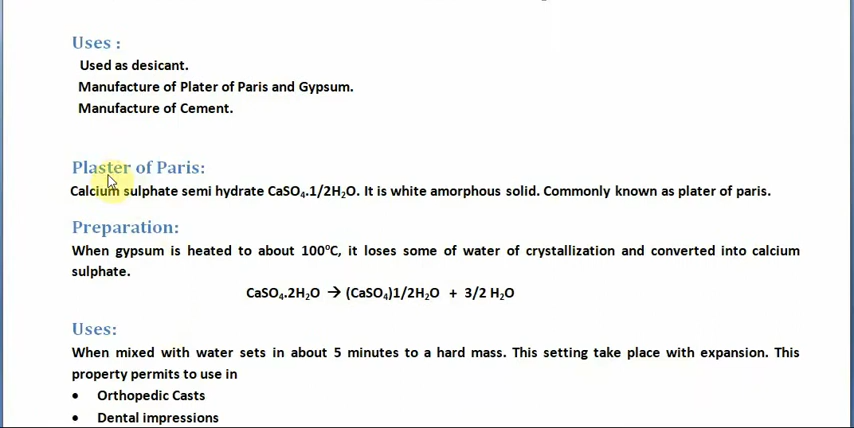 Uses :
Used as desicant.
Manufacture of Plater of Paris and Gypsum.
Manufacture of Cement.
Plaster of Paris:
Calcium sulphate semi hydrate CaSO₄.1/2H₂O. It is white amorphous solid. Commonly known as plater of paris.
Preparation:
When gypsum is heated to about 100°C, it loses some of water of crystallization and converted into calcium
sulphate.
CaSO₄.2H₂O → (CaSO₄)1/2H₂O + 3/2 H₂O
Uses:
When mixed with water sets in about 5 minutes to a hard mass. This setting take place with expansion. This
property permits to use in
• Orthopedic Casts
• Dental impressions